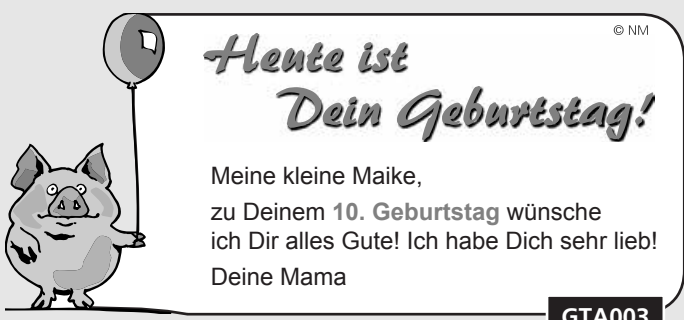 © NM
Heute ist
Dein Geburtstag!
Meine kleine Maike,
zu Deinem 10. Geburtstag wünsche
ich Dir alles Gute! Ich habe Dich sehr lieb!
Deine Mama
GTA003